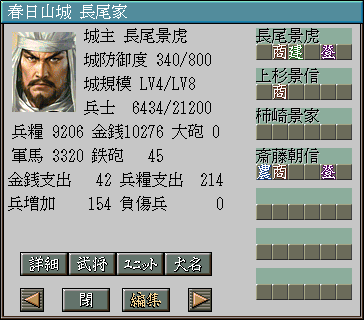 春日山城 長尾家
城主 長尾景虎
城防御度 340/800
城規模 LV4/LV8
兵士 6434/21200
兵糧 9206 金銭10276 大砲 0
軍馬 3320 鉄砲 45
金銭支出 42 兵糧支出 214
兵増加 154 負傷兵 0
詳細 武将 ユニット 大名
閉 編集
長尾景虎
商 建 登
上杉景信
商
柿崎景家
斎藤朝信
農 商 登